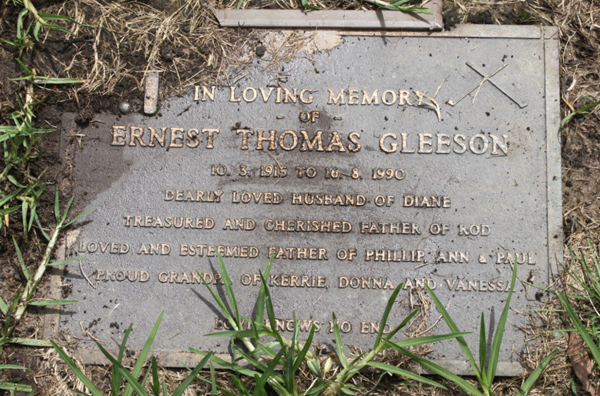 IN LOVING MEMORY
OF
ERNEST THOMAS GLEESON
10. 3. 1915 TO 16. 8. 1990
DEARLY LOVED HUSBAND OF DIANE
TREASURED AND CHERISHED FATHER OF ROD
LOVED AND ESTEEMED FATHER OF PHILLIP, ANN & PAUL
PROUD GRANDPA OF KERRIE, DONNA AND VANESSA
LOVE KNOWS NO END